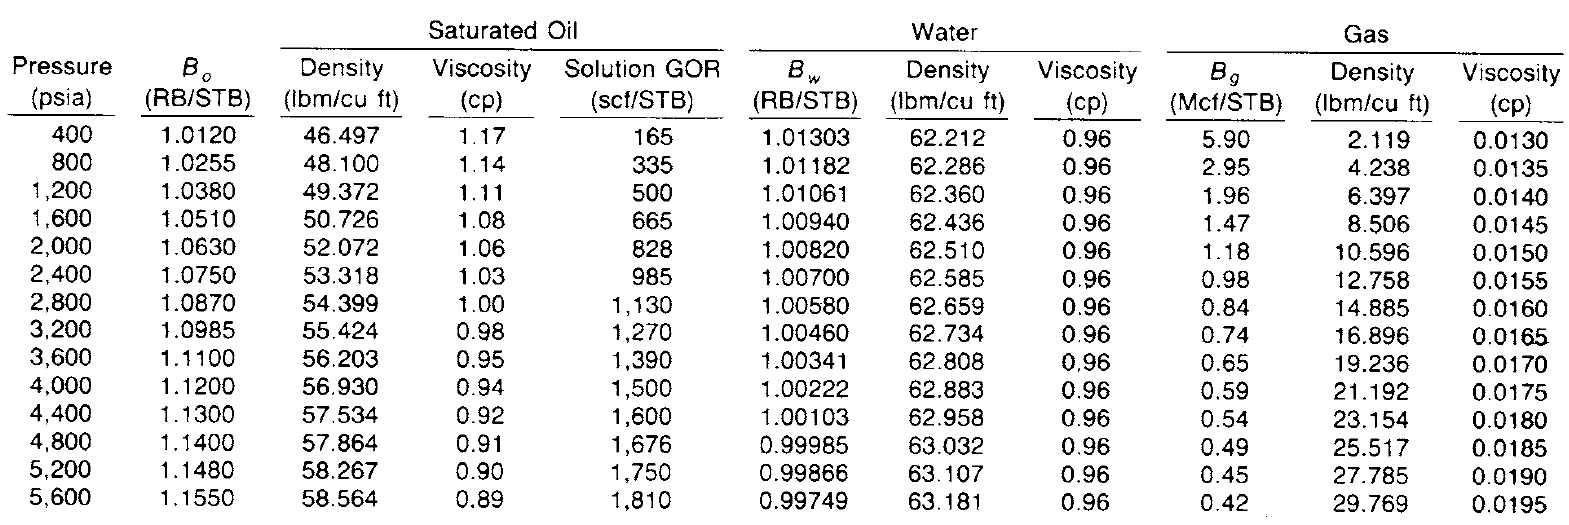 Saturated Oil Water Gas
Pressure Bo Density Viscosity Solution GOR Bw Density Viscosity Bg Density Viscosity
(psia) (RB/STB) (lbm/cu ft) (cp) (scf/STB) (RB/STB) (lbm/cu ft) (cp) (Mcf/STB) (lbm/cu ft) (cp)
400 1.0120 46.497 1.17 165 1.01303 62.212 0.96 5.90 2.119 0.0130
800 1.0255 48.100 1.14 335 1.01182 62.286 0.96 2.95 4.238 0.0135
1,200 1.0380 49.372 1.11 500 1.01061 62.360 0.96 1.96 6.397 0.0140
1,600 1.0510 50.726 1.08 665 1.00940 62.436 0.96 1.47 8.506 0.0145
2,000 1.0630 52.072 1.06 828 1.00820 62.510 0.96 1.18 10.596 0.0150
2,400 1.0750 53.318 1.03 985 1.00700 62.585 0.96 0.98 12.758 0.0155
2,800 1.0870 54.399 1.00 1,130 1.00580 62.659 0.96 0.84 14.885 0.0160
3,200 1.0985 55.424 0.98 1,270 1.00460 62.734 0.96 0.74 16.896 0.0165
3,600 1.1100 56.203 0.95 1,390 1.00341 62.808 0.96 0.65 19.236 0.0170
4,000 1.1200 56.930 0.94 1,500 1.00222 62.883 0.96 0.59 21.192 0.0175
4,400 1.1300 57.534 0.92 1,600 1.00103 62.958 0.96 0.54 23.154 0.0180
4,800 1.1400 57.864 0.91 1,676 0.99985 63.032 0.96 0.49 25.517 0.0185
5,200 1.1480 58.267 0.90 1,750 0.99866 63.107 0.96 0.45 27.785 0.0190
5,600 1.1550 58.564 0.89 1,810 0.99749 63.181 0.96 0.42 29.769 0.0195